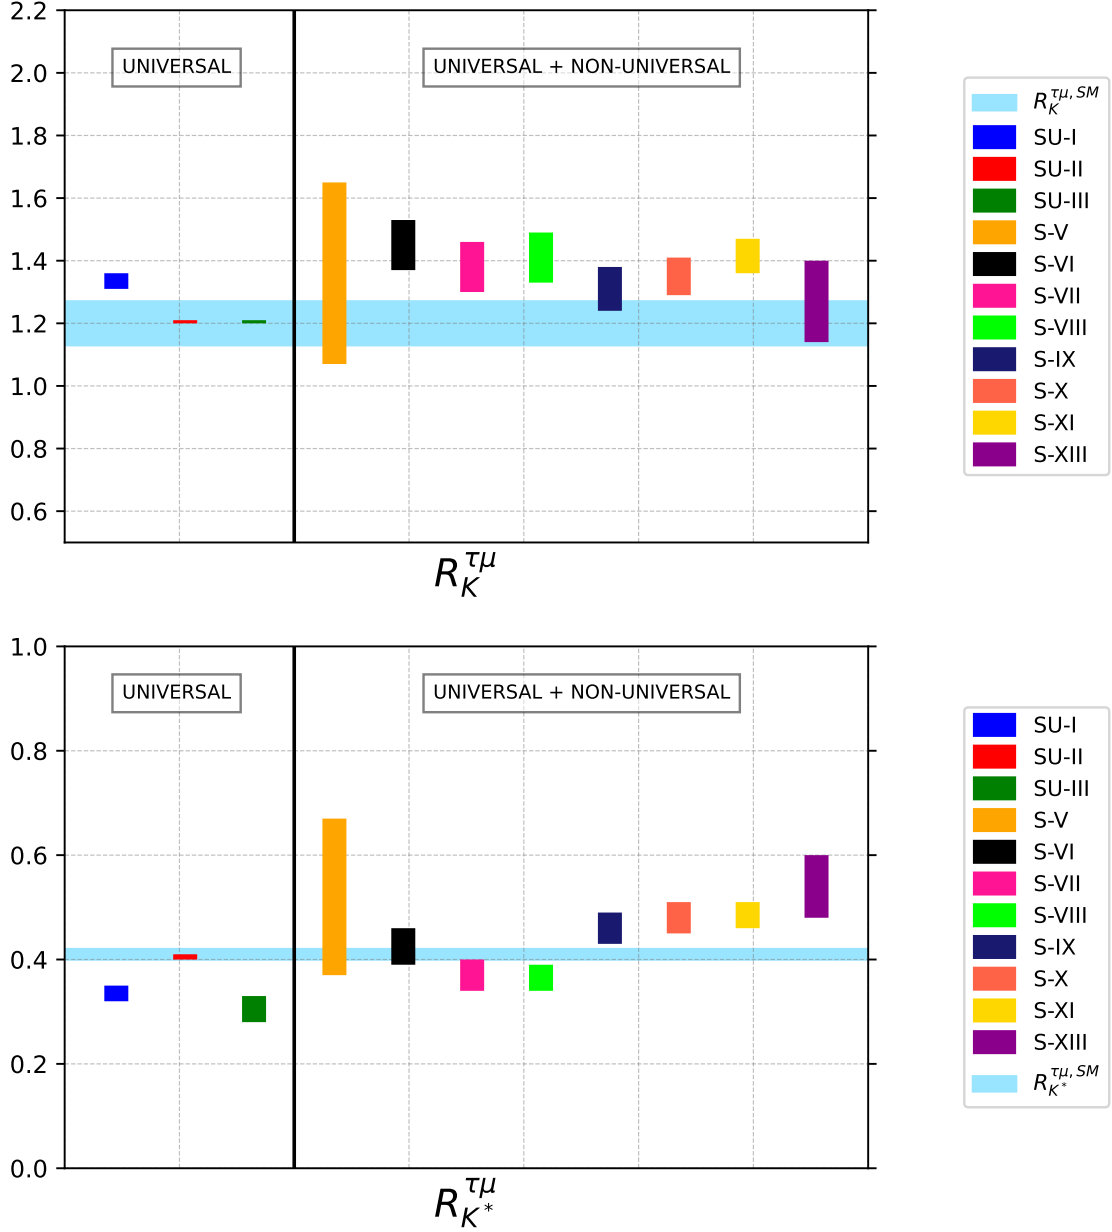 2.2
2.0
1.8
1.6
1.4
1.2
1.0
0.8
0.6
UNIVERSAL
UNIVERSAL + NON-UNIVERSAL
R_K^{τμ}
R_K^{τμ, SM}
SU-I
SU-II
SU-III
S-V
S-VI
S-VII
S-VIII
S-IX
S-X
S-XI
S-XIII
1.0
0.8
0.6
0.4
0.2
0.0
UNIVERSAL
UNIVERSAL + NON-UNIVERSAL
R_{K*}^{τμ}
SU-I
SU-II
SU-III
S-V
S-VI
S-VII
S-VIII
S-IX
S-X
S-XI
S-XIII
R_{K*}^{τμ, SM}